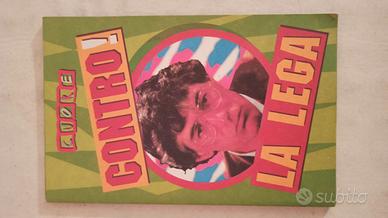 CUORE
CONTRO!
LA LEGA
subito